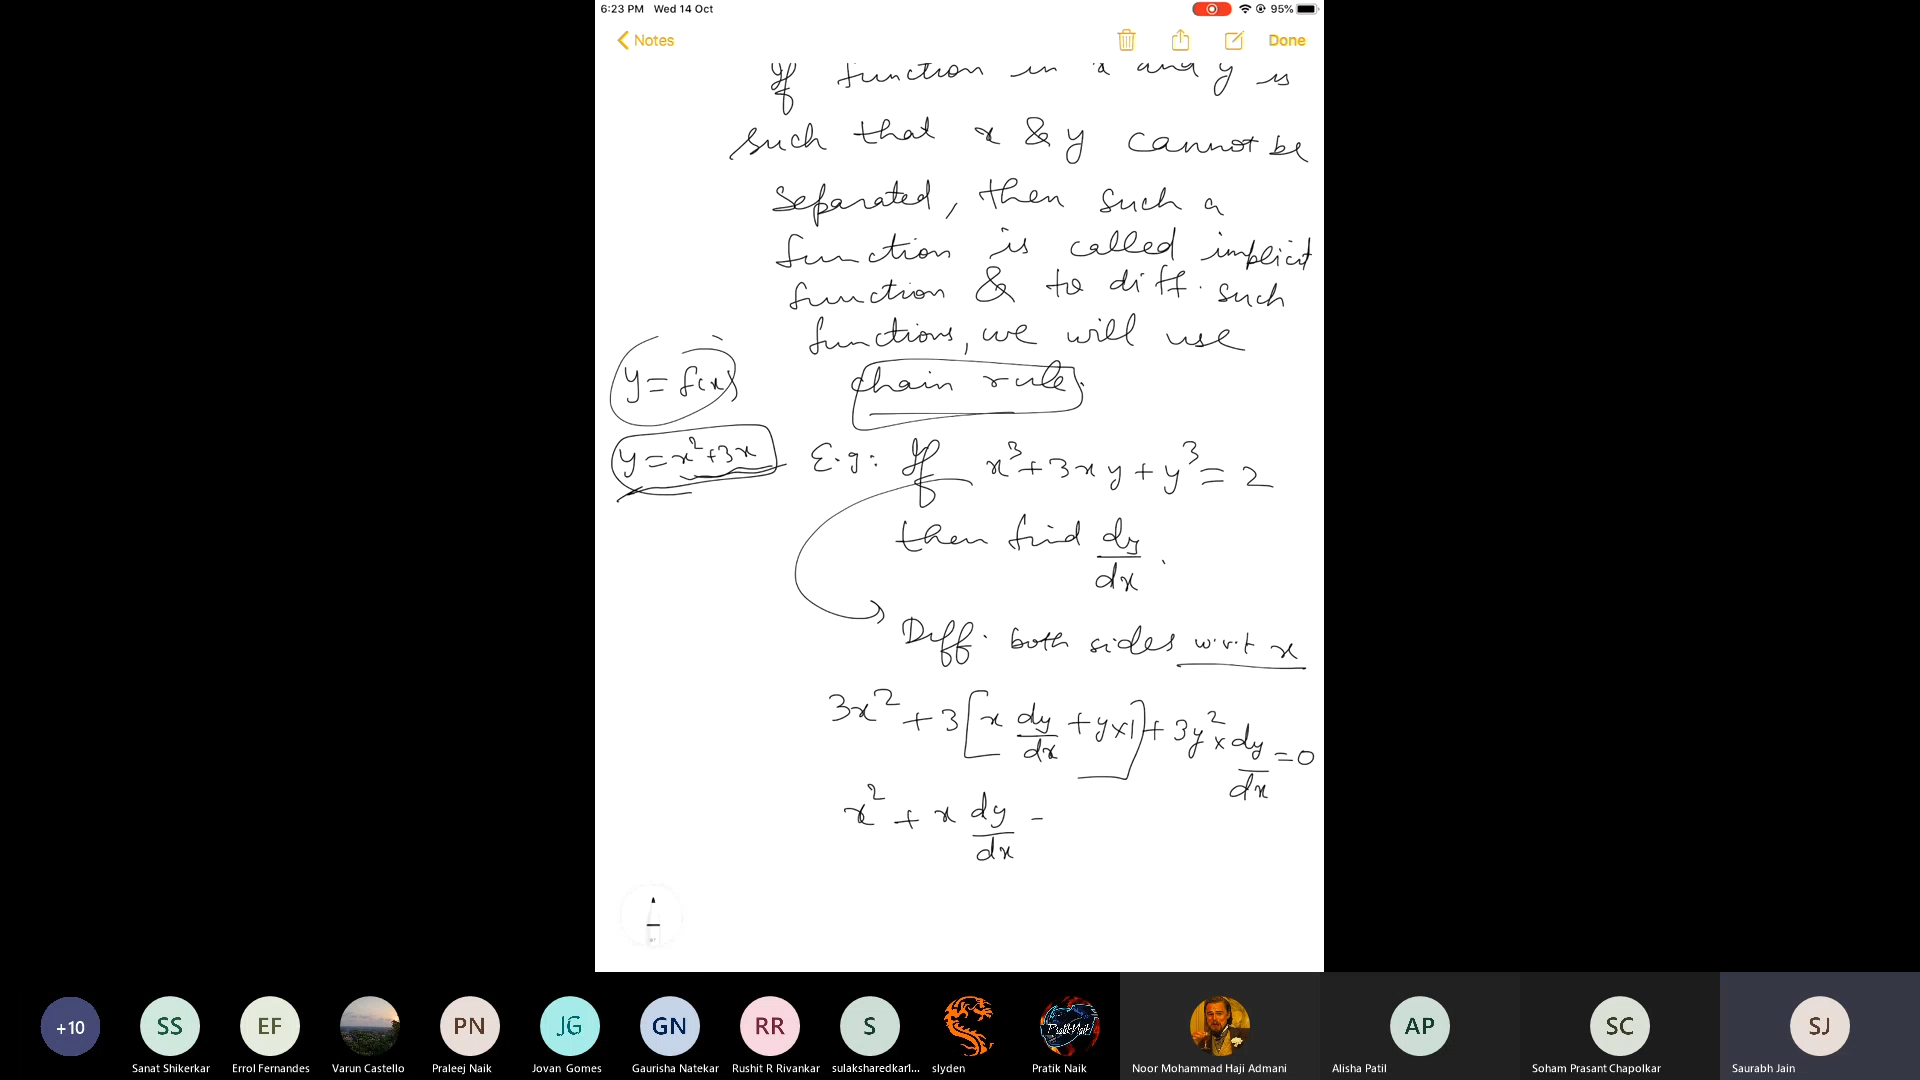 6:23 PM Wed 14 Oct
95%
Notes
Done
If function in x and y is
such that x & y cannot be
separated, then such a
function is called implicit
function & to diff. such
functions, we will use
chain rule.
y = f(x)
y = x² + 3x
E.g: If x³ + 3xy + y³ = 2
then find dy/dx.
Diff. both sides w.r.t x
3x² + 3[x dy/dx + y×1] + 3y² × dy/dx = 0
x² + x dy/dx -
+10
SS
EF
PN
JG
GN
RR
S
Pratik Naik
AP
SC
SJ
Sanat Shikerkar
Errol Fernandes
Varun Castello
Praleej Naik
Jovan Gomes
Gaurisha Natekar
Rushit R Rivankar
sulaksharedkarl...
slyden
Pratik Naik
Noor Mohammad Haji Admani
Alisha Patil
Soham Prasant Chapolkar
Saurabh Jain